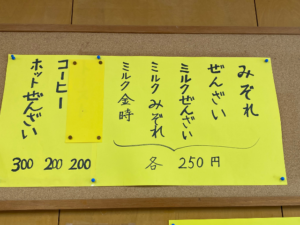 みぞれ
ぜんざい
ミルクぜんざい
ミルクみぞれ
ミルク金時
各 250円
200
コーヒー 200
ホットぜんざい 300